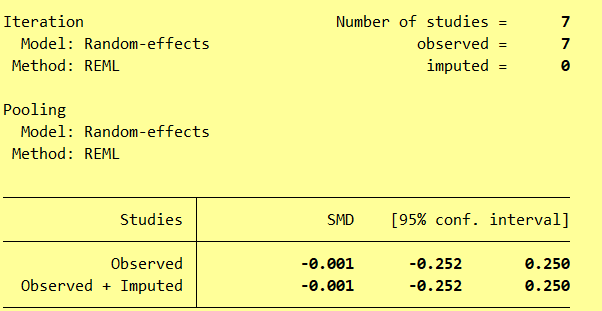 Iteration Number of studies = 7
Model: Random-effects observed = 7
Method: REML imputed = 0
Pooling
Model: Random-effects
Method: REML
Studies SMD [95% conf. interval]
Observed -0.001 -0.252 0.250
Observed + Imputed -0.001 -0.252 0.250